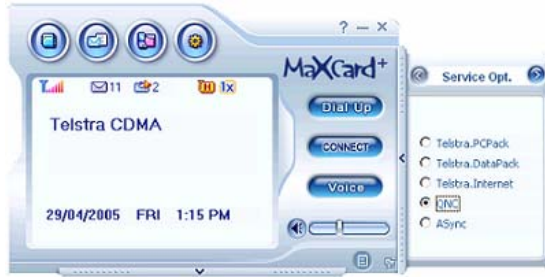 ? – ×
MaXCard+
11 2 1x
Telstra CDMA
29/04/2005 FRI 1:15 PM
Dial Up
CONNECT
Voice
Service Opt.
Telstra.PCPack
Telstra.DataPack
Telstra.Internet
QNC
ASync